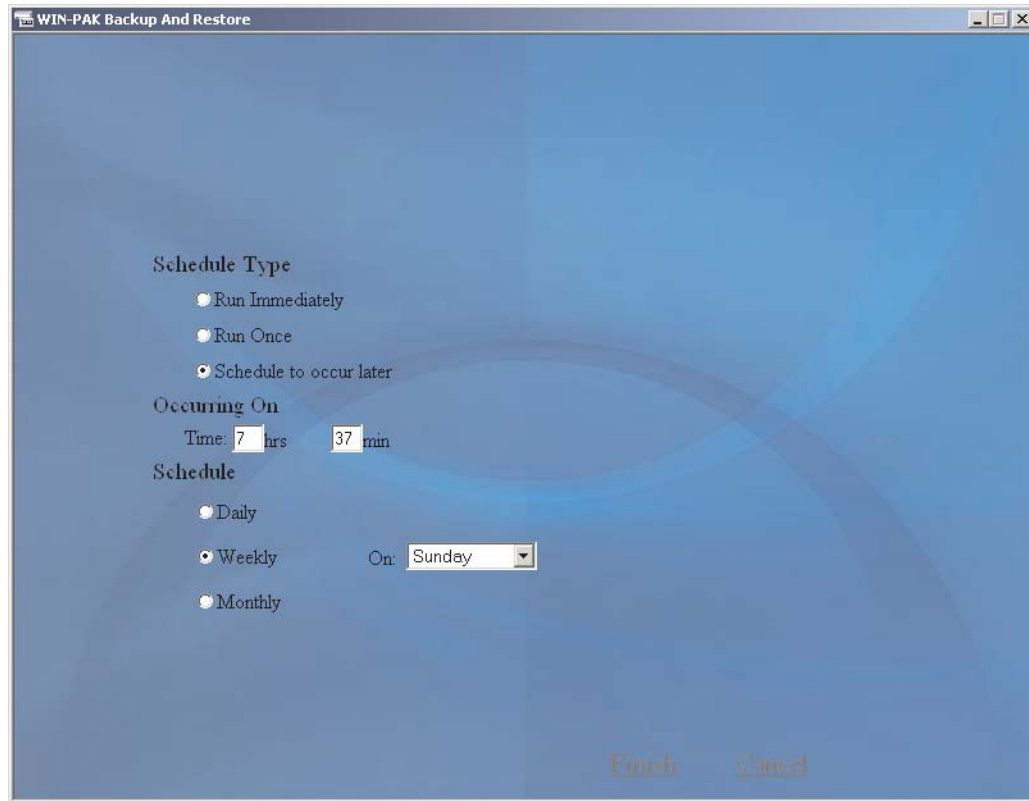 WIN-PAK Backup And Restore
Schedule Type
Run Immediately
Run Once
Schedule to occur later
Occurring On
Time: 7 hrs 37 min
Schedule
Daily
Weekly On: Sunday
Monthly
Finish Cancel